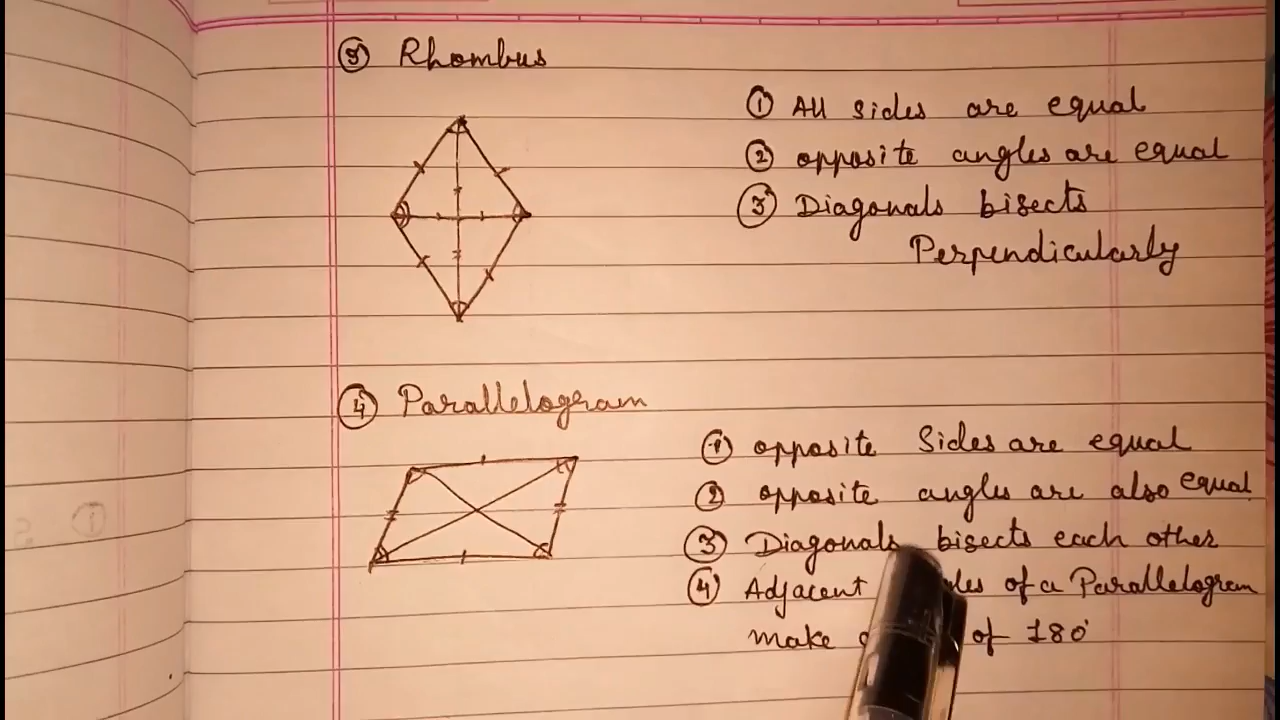 ③ Rhombus
① All sides are equal
② opposite angles are equal
③ Diagonals bisects
Perpendicularly
④ Parallelogram
① opposite Sides are equal
② opposite angles are also equal
③ Diagonals bisects each other
④ Adjacent of a Parallelogram
make of 180°